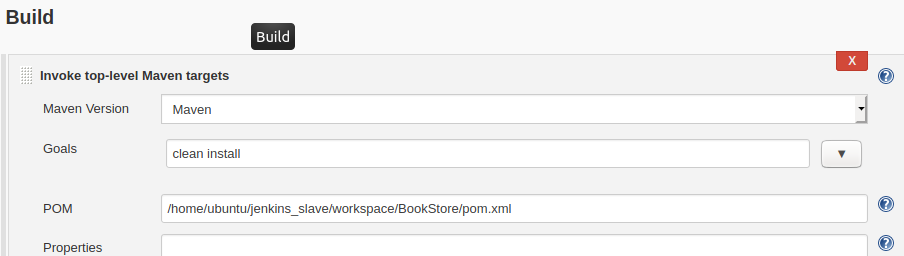 Build
Build
X
Invoke top-level Maven targets
?
Maven Version Maven
Goals clean install
POM /home/ubuntu/jenkins_slave/workspace/BookStore/pom.xml
?
Properties
?